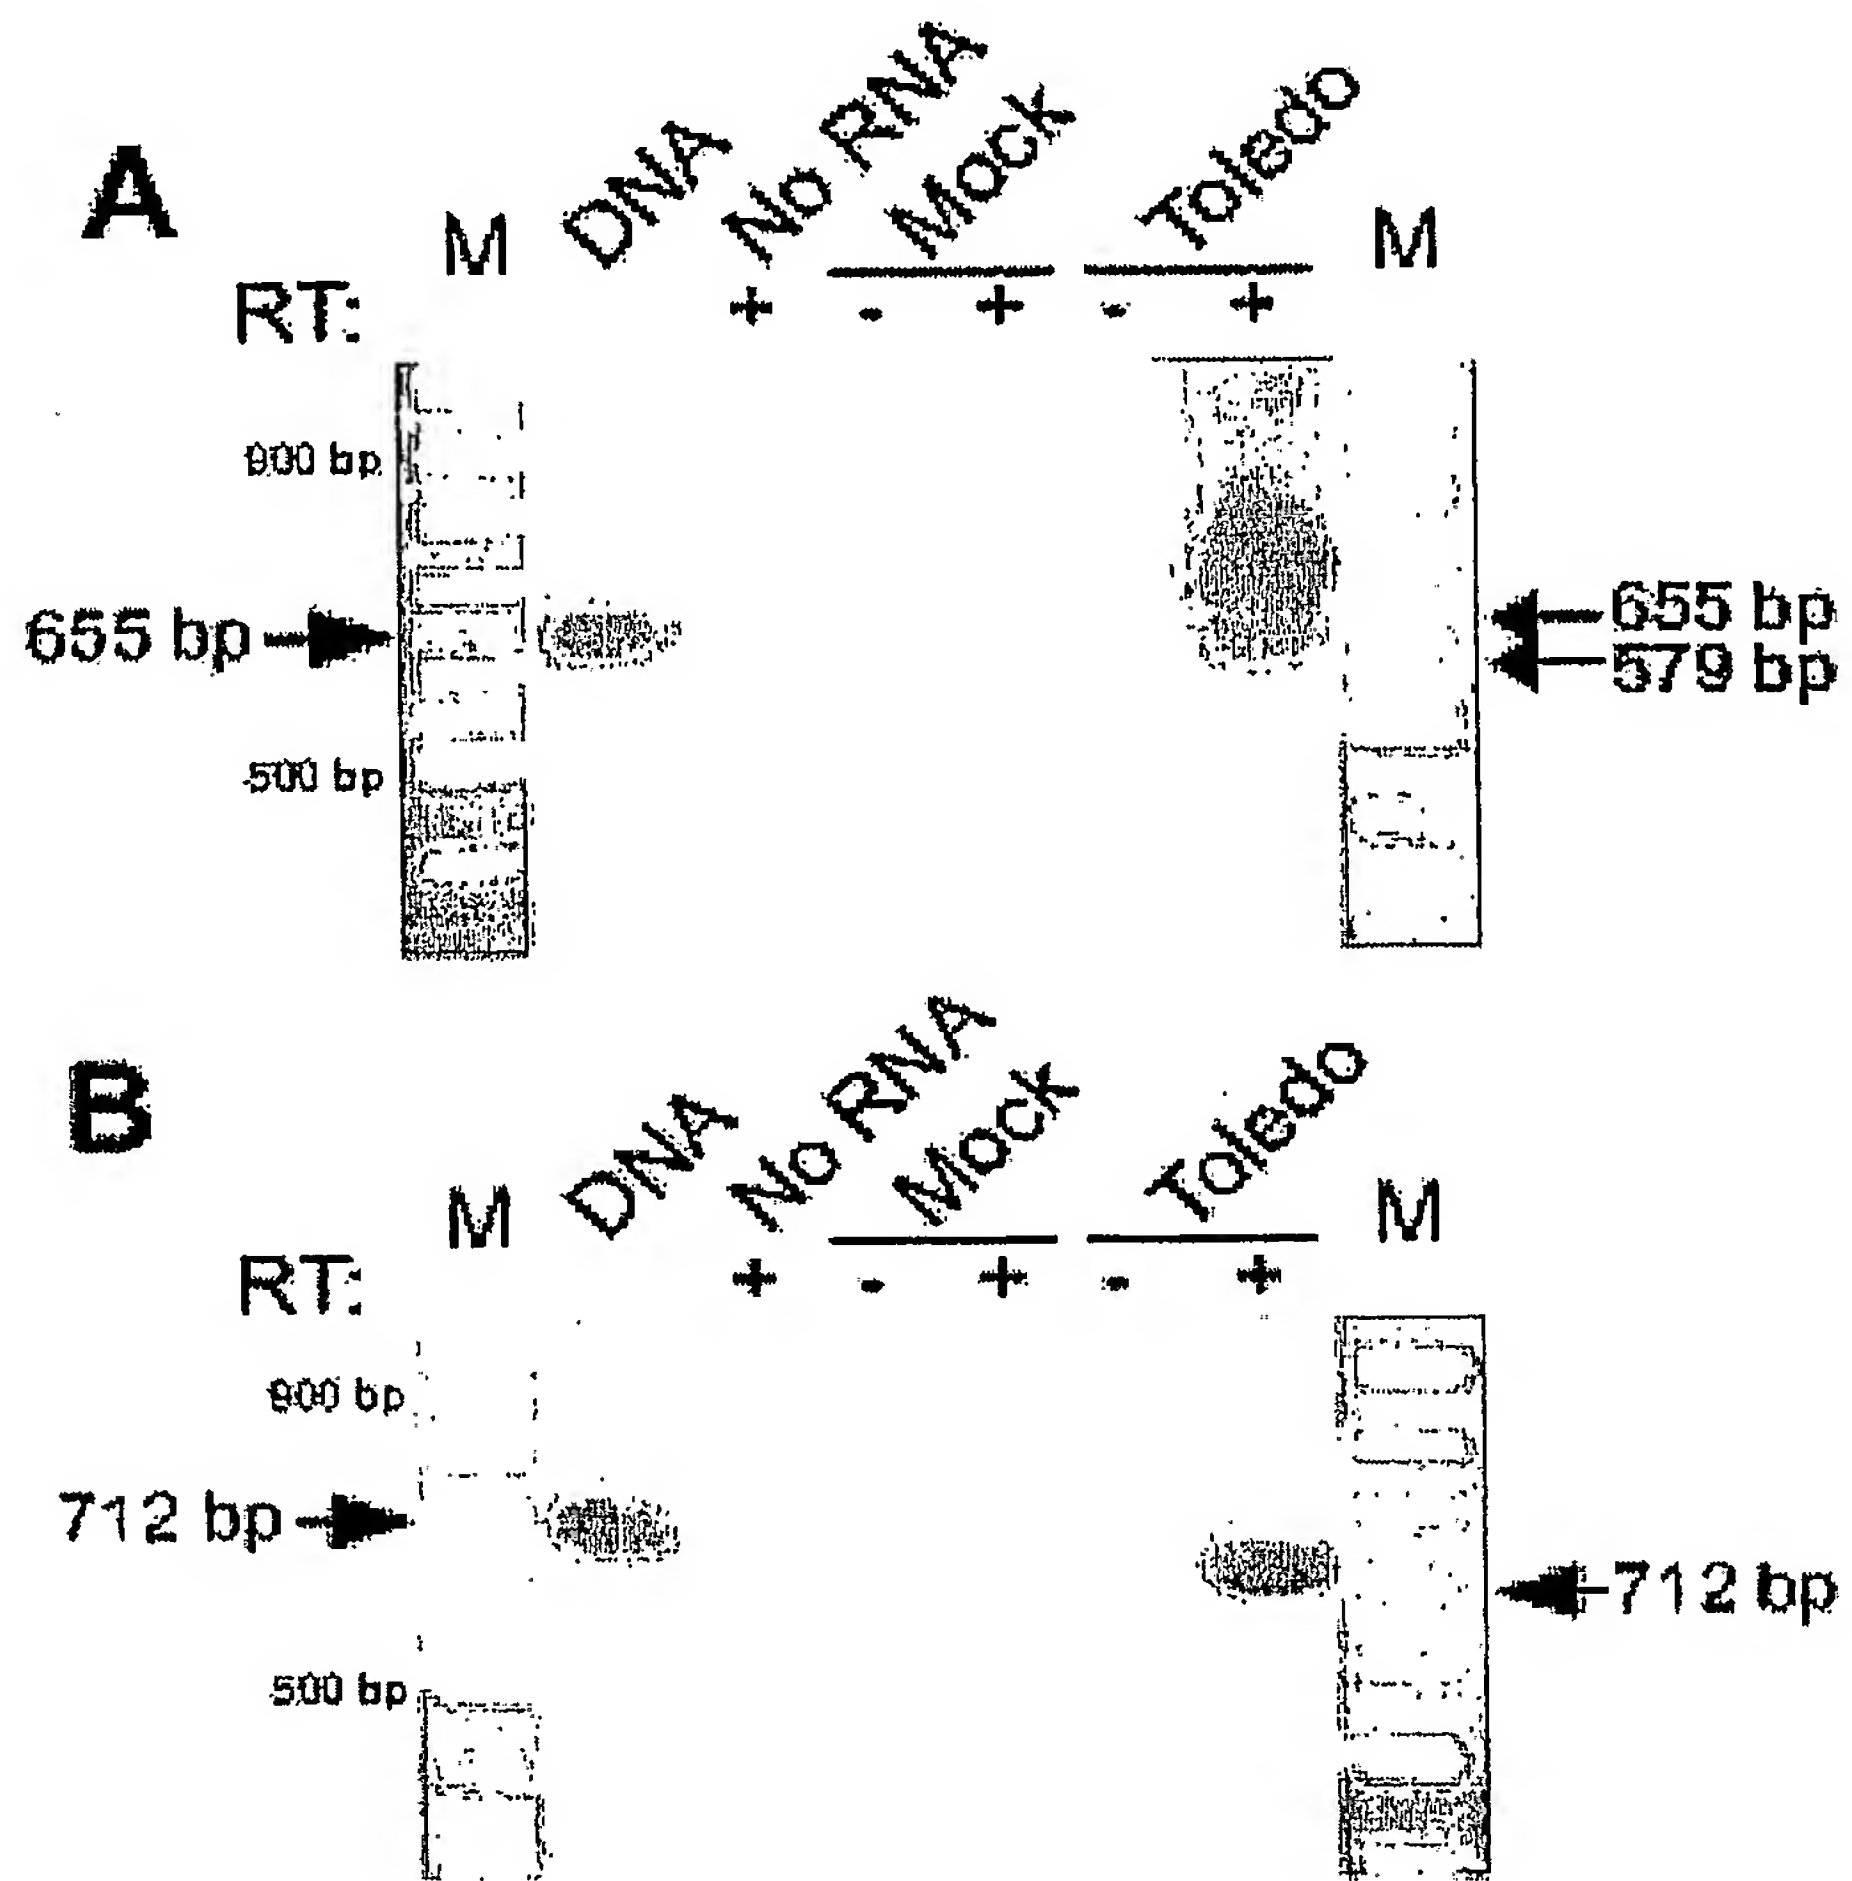 A
M DNA No RNA Mock Toledo M
RT: + - + - +
900 bp
655 bp
655 bp
579 bp
500 bp
B
M DNA No RNA Mock Toledo M
RT: + - + - +
900 bp
712 bp
712 bp
500 bp